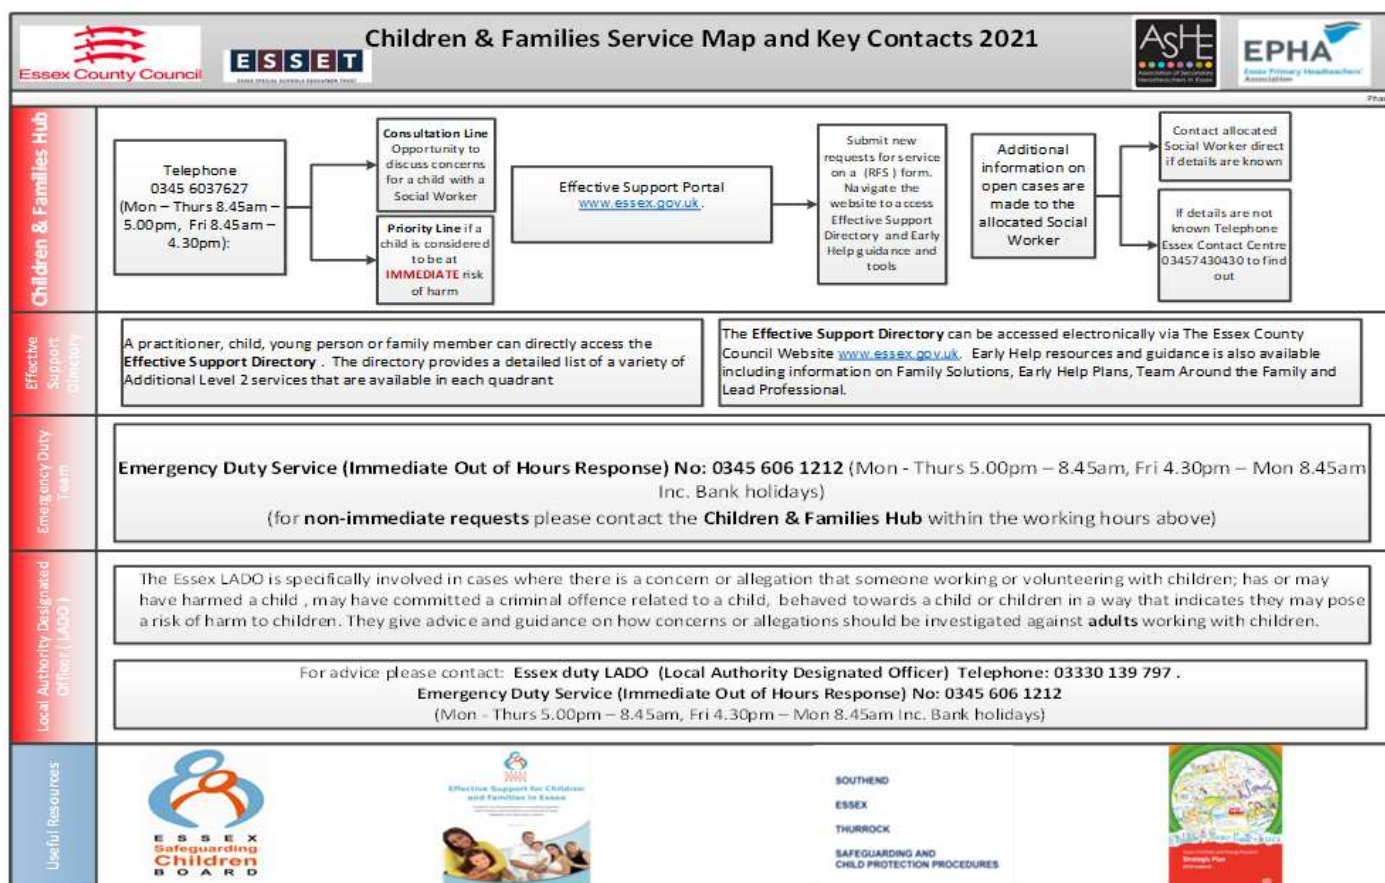 Children & Families Service Map and Key Contacts 2021
Essex County Council
ESSET
ESSEX SPECIAL SCHOOLS EDUCATION TRUST
ASHE
Association of Secondary
Headteachers in Essex
EPHA
Essex Primary Headteachers'
Association
Children & Families Hub
Telephone
0345 6037627
(Mon – Thurs 8.45am –
5.00pm, Fri 8.45am –
4.30pm):
Consultation Line
Opportunity to
discuss concerns
for a child with a
Social Worker
Priority Line if a
child is considered
to be at
IMMEDIATE risk
of harm
Effective Support Portal
www.essex.gov.uk .
Submit new
requests for service
on a (RFS ) form.
Navigate the
website to access
Effective Support
Directory and Early
Help guidance and
tools
Additional
information on
open cases are
made to the
allocated Social
Worker
Contact allocated
Social Worker direct
if details are known
If details are not
known Telephone
Essex Contact Centre
03457430430 to find
out
Effective
Support
Directory
A practitioner, child, young person or family member can directly access the
Effective Support Directory . The directory provides a detailed list of a variety of
Additional Level 2 services that are available in each quadrant
The Effective Support Directory can be accessed electronically via The Essex County
Council Website www.essex.gov.uk. Early Help resources and guidance is also available
including information on Family Solutions, Early Help Plans, Team Around the Family and
Lead Professional.
Emergency Duty
Team
Emergency Duty Service (Immediate Out of Hours Response) No: 0345 606 1212 (Mon - Thurs 5.00pm – 8.45am, Fri 4.30pm – Mon 8.45am
Inc. Bank holidays)
(for non-immediate requests please contact the Children & Families Hub within the working hours above)
Local Authority Designated
Officer ( LADO )
The Essex LADO is specifically involved in cases where there is a concern or allegation that someone working or volunteering with children; has or may
have harmed a child , may have committed a criminal offence related to a child, behaved towards a child or children in a way that indicates they may pose
a risk of harm to children. They give advice and guidance on how concerns or allegations should be investigated against adults working with children.
For advice please contact: Essex duty LADO (Local Authority Designated Officer) Telephone: 03330 139 797 .
Emergency Duty Service (Immediate Out of Hours Response) No: 0345 606 1212
(Mon - Thurs 5.00pm – 8.45am, Fri 4.30pm – Mon 8.45am Inc. Bank holidays)
Useful Resources
ESSEX
Safeguarding
Children
BOARD
Effective Support for Children
and Families in Essex
SOUTHEND
ESSEX
THURROCK
SAFEGUARDING AND
CHILD PROTECTION PROCEDURES
Strategic Plan